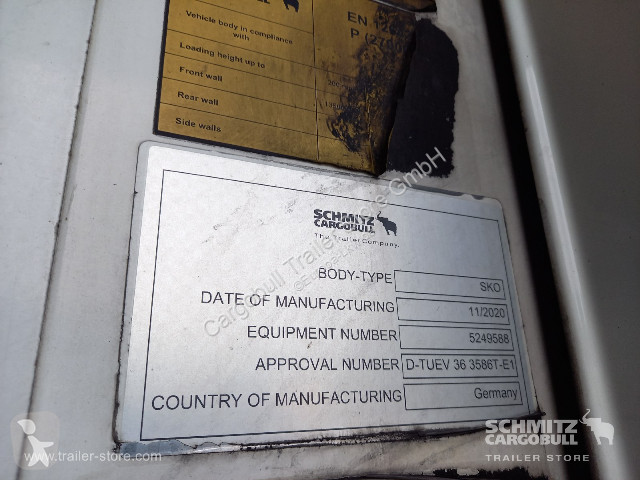 EN 12
Vehicle body in compliance
with
P (270
Loading height up to
Front wall
Rear wall
Side walls
SCHMITZ
CARGOBULL
The Trailer Company.
BODY-TYPE SKO
DATE OF MANUFACTURING 11/2020
EQUIPMENT NUMBER 5249588
APPROVAL NUMBER D-TUEV 36 3586T-E1
COUNTRY OF MANUFACTURING Germany
Cargobull Trailer Store GmbH
www.trailer-store.com
SCHMITZ
CARGOBULL
TRAILER STORE